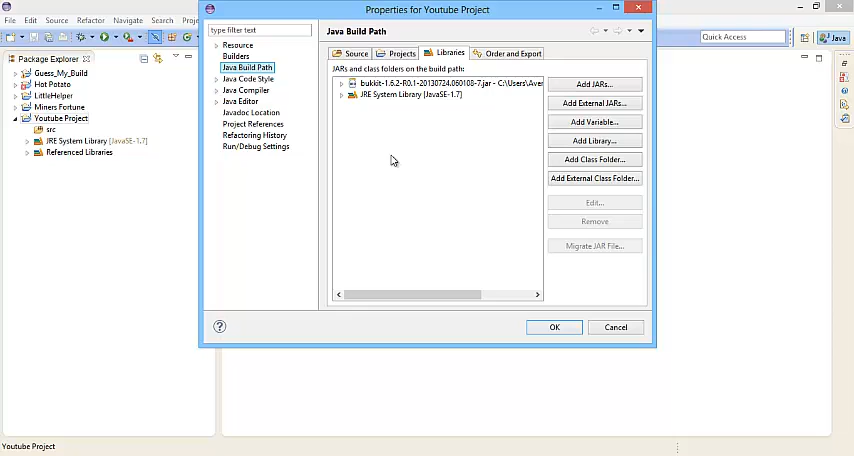 Properties for Youtube Project
File Edit Source Refactor Navigate Search
Quick Access
Java
Package Explorer
Guess_My_Build
Hot Potato
LittleHelper
Miners Fortune
Youtube Project
src
JRE System Library [JavaSE-1.7]
Referenced Libraries
type filter text
Resource
Builders
Java Build Path
Java Code Style
Java Compiler
Java Editor
Javadoc Location
Project References
Refactoring History
Run/Debug Settings
Java Build Path
Source Projects Libraries Order and Export
JARs and class folders on the build path:
bukkit-1.6.2-R0.1-20130724.060108-7.jar - C:\Users\Aver
JRE System Library [JavaSE-1.7]
Add JARs...
Add External JARs...
Add Variable...
Add Library...
Add Class Folder...
Add External Class Folder...
Edit...
Remove
Migrate JAR File...
OK Cancel
Youtube Project